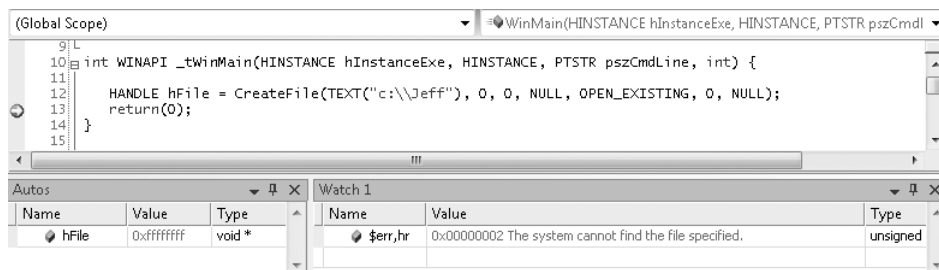 (Global Scope) WinMain(HINSTANCE hInstanceExe, HINSTANCE, PTSTR pszCmdl
9
10 int WINAPI _tWinMain(HINSTANCE hInstanceExe, HINSTANCE, PTSTR pszCmdLine, int) {
11
12 HANDLE hFile = CreateFile(TEXT("c:\\Jeff"), 0, 0, NULL, OPEN_EXISTING, 0, NULL);
13 return(0);
14 }
15
Autos Watch 1
Name Value Type Name Value Type
hFile 0xffffffff void * $err,hr 0x00000002 The system cannot find the file specified. unsigned